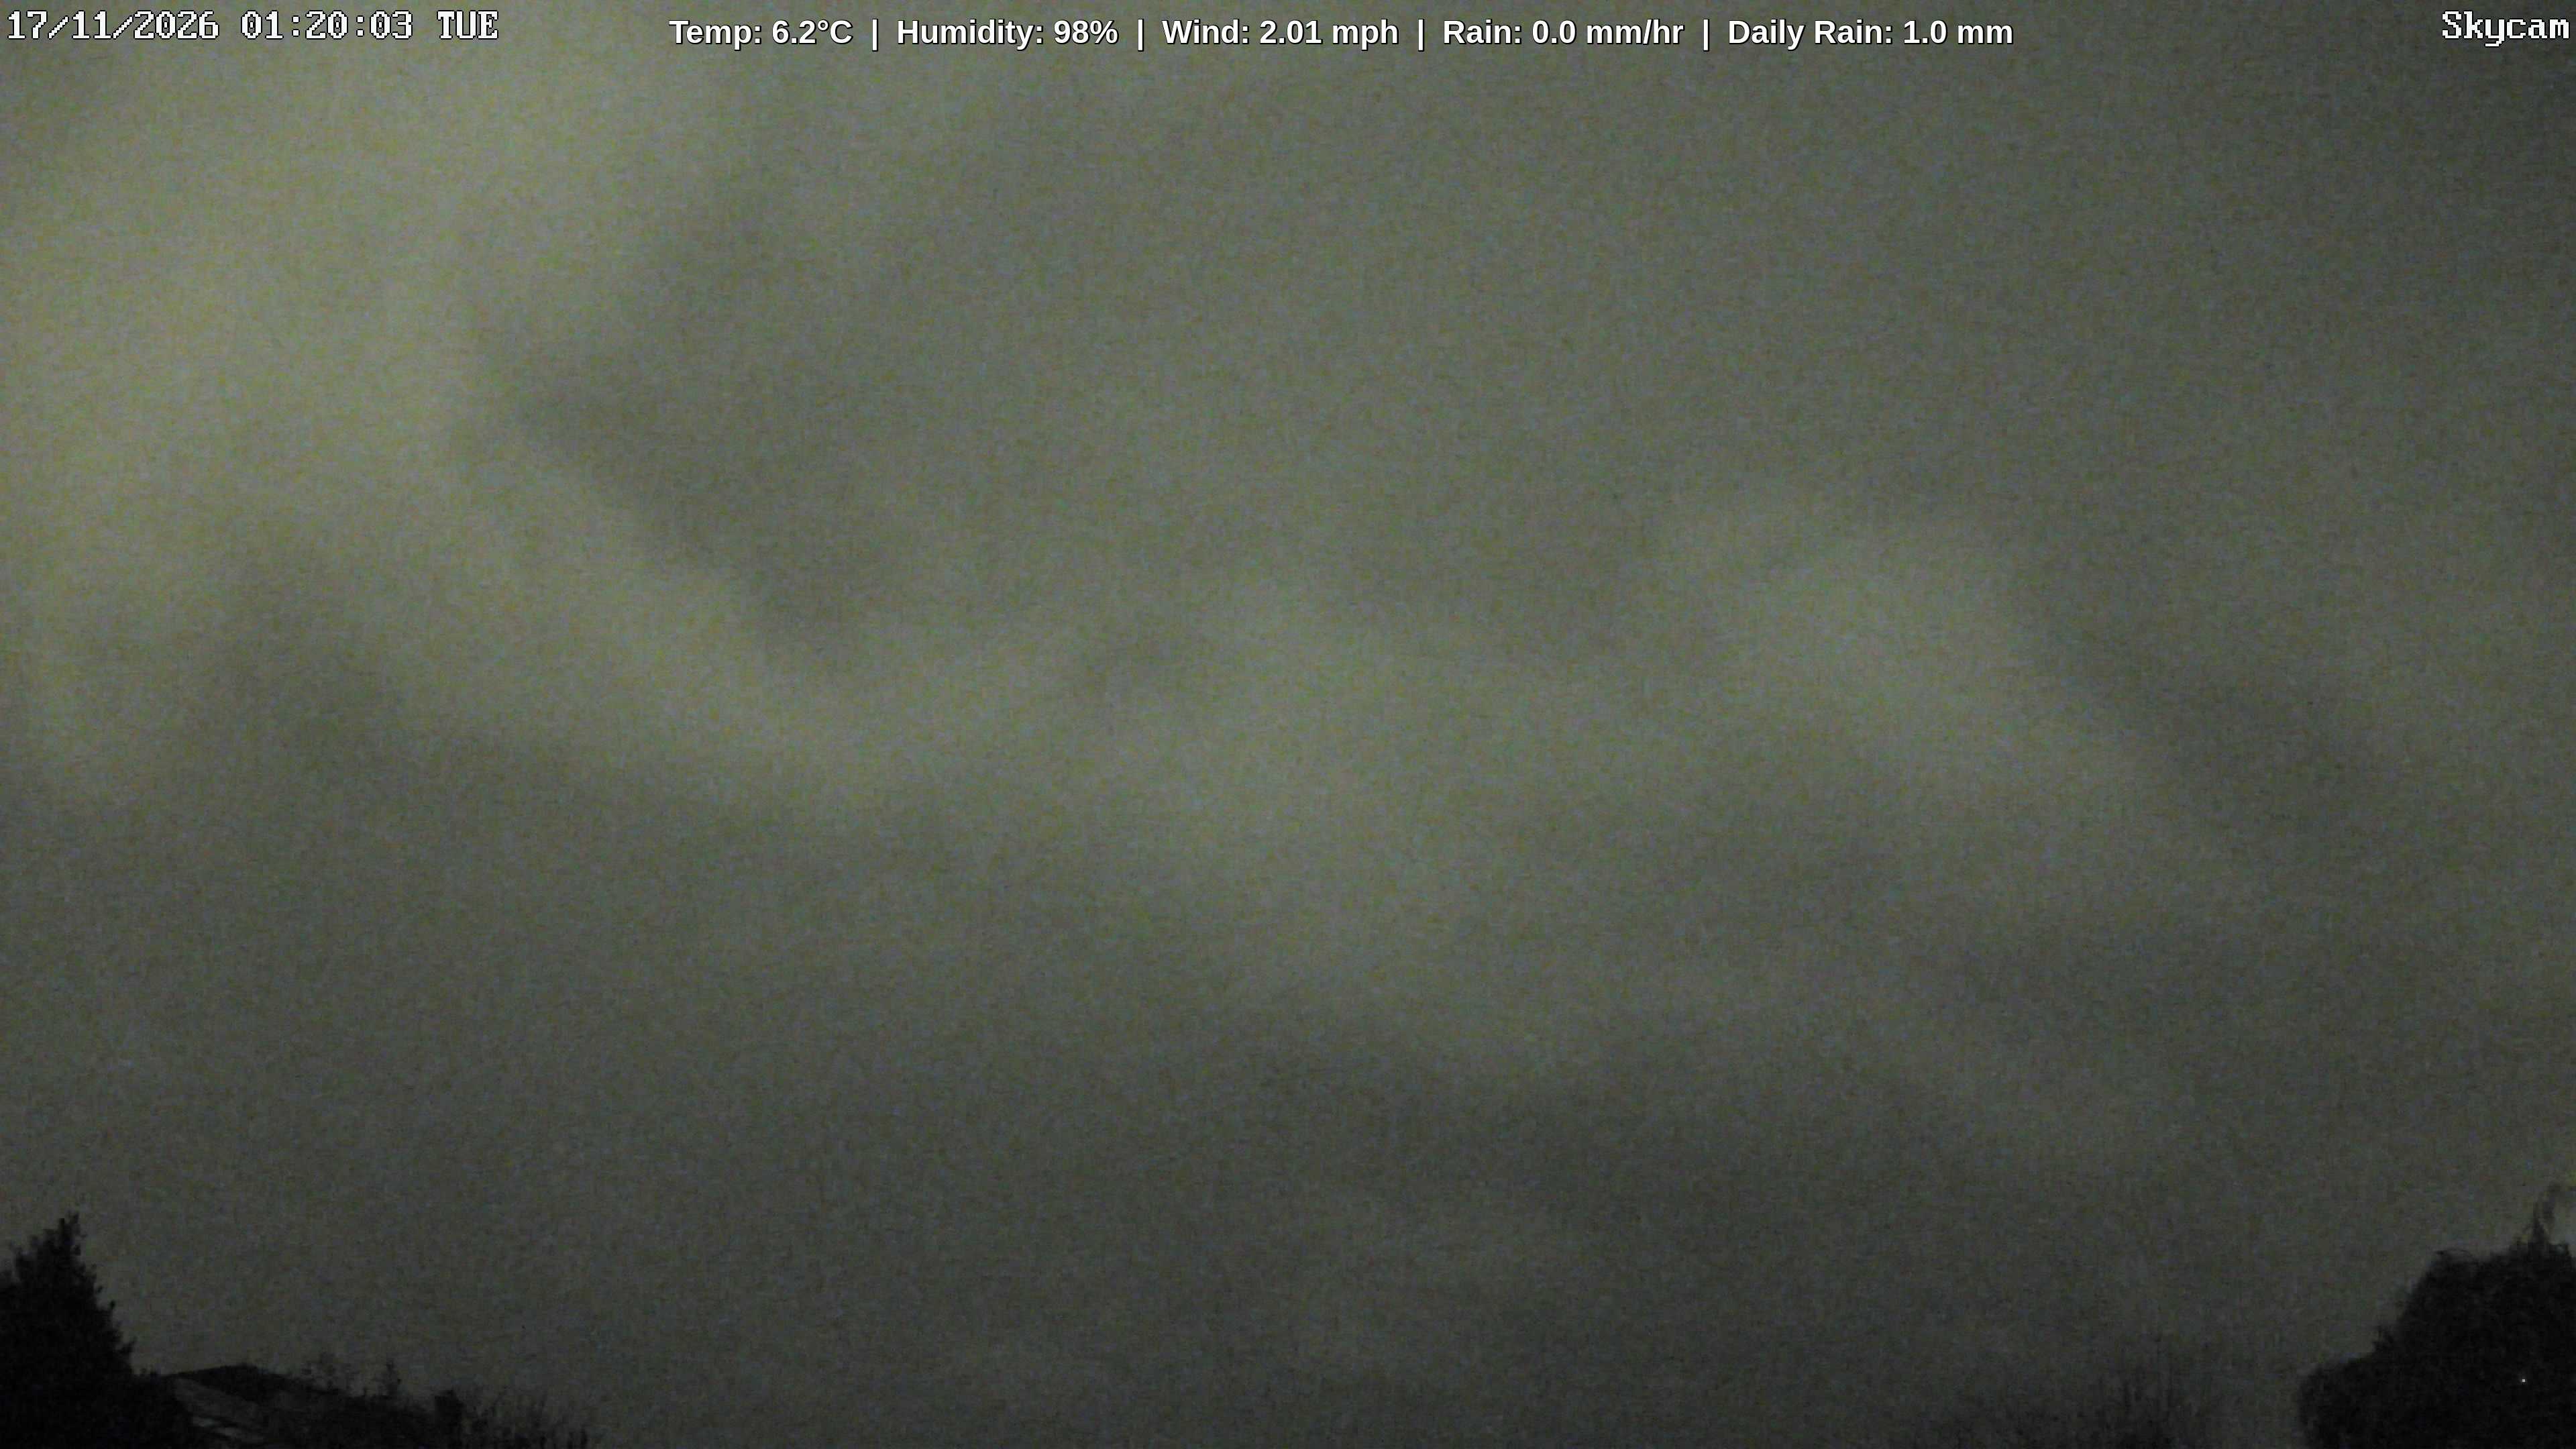 17/11/2026 01:20:03 TUE
Temp: 6.2°C | Humidity: 98% | Wind: 2.01 mph | Rain: 0.0 mm/hr | Daily Rain: 1.0 mm
Skycam